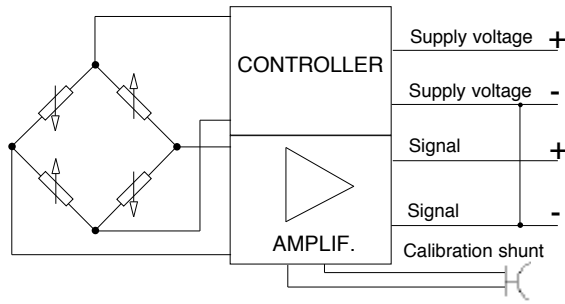 Supply voltage +
CONTROLLER
Supply voltage -
Signal +
Signal -
AMPLIF.
Calibration shunt